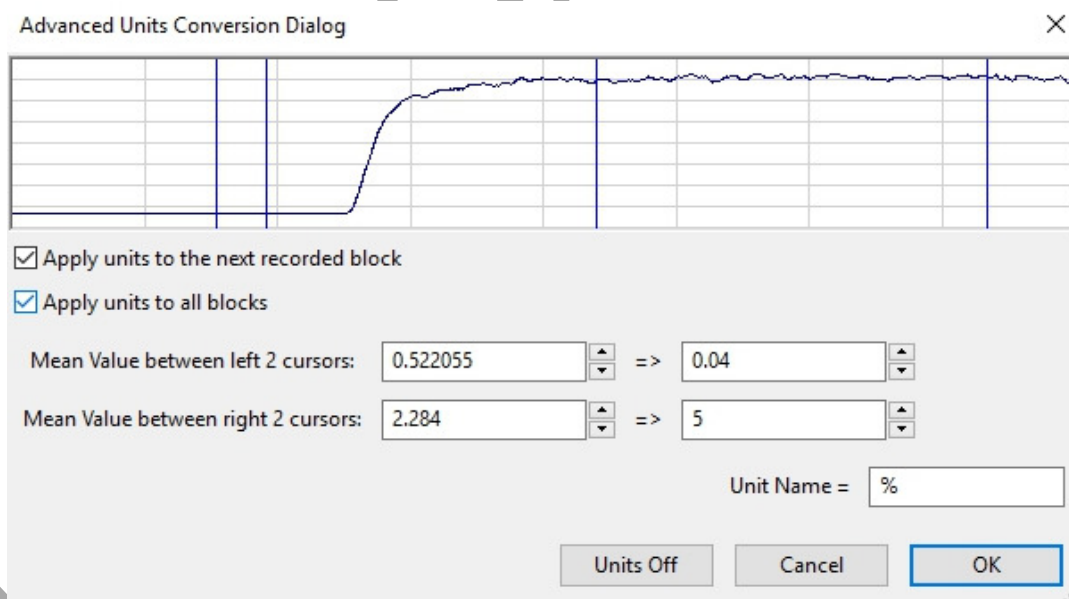 Advanced Units Conversion Dialog
Apply units to the next recorded block
Apply units to all blocks
Mean Value between left 2 cursors: 0.522055 => 0.04
Mean Value between right 2 cursors: 2.284 => 5
Unit Name = %
Units Off Cancel OK